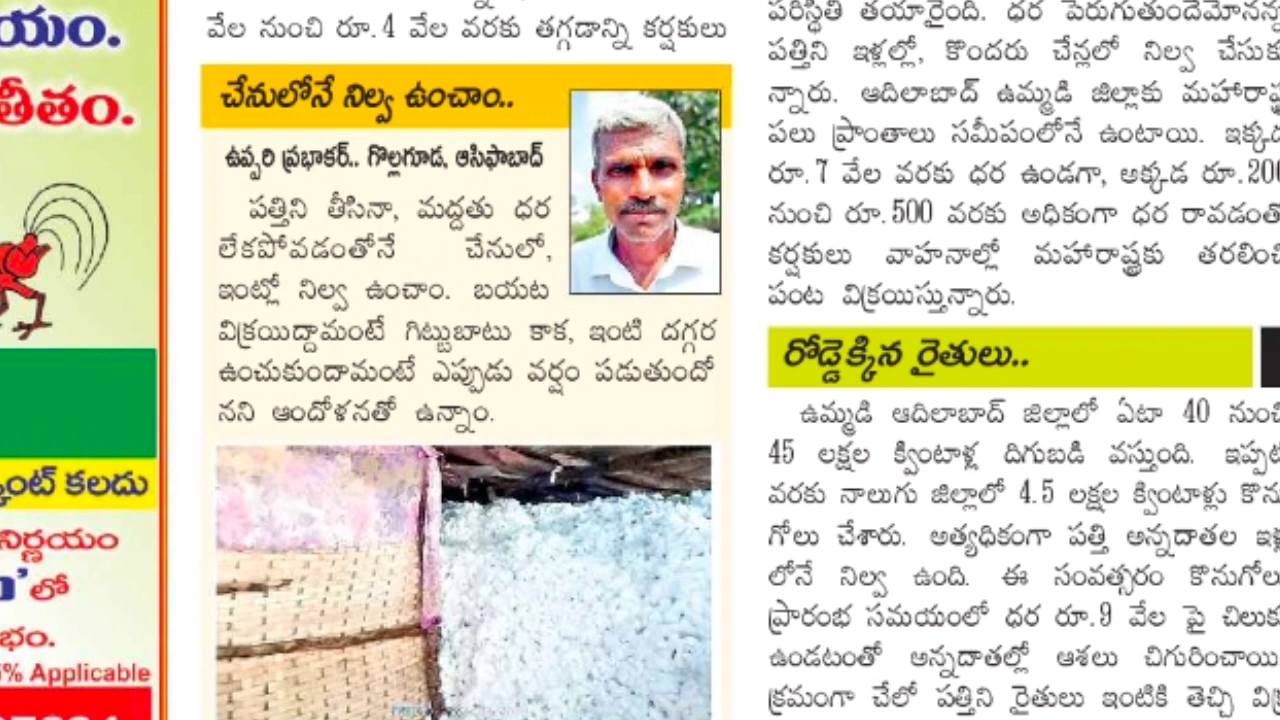 యం.
తీతం.
కలదు
నిర్ణయం
లో
భం.
% Applicable
వేల నుంచి రూ.4 వేల వరకు తగ్గడాన్ని కర్షకులు
చేనులోనే నిల్వ ఉంచాం..
ఉప్పరి ప్రభాకర్.. గొల్లగూడ, ఆసిఫాబాద్
పత్తిని తీసినా, మద్దతు ధర
లేకపోవడంతోనే చేనులో,
ఇంట్లో నిల్వ ఉంచాం. బయట
విక్రయిద్దామంటే గిట్టుబాటు కాక, ఇంటి దగ్గర
ఉంచుకుందామంటే ఎప్పుడు వర్షం పడుతుందో
నని ఆందోళనతో ఉన్నాం.
పరిస్థితి తయారైంది. ధర పెరుగుతుందేమోనన్న
పత్తిని ఇళ్లల్లో, కొందరు చేన్లలో నిల్వ చేసుకు
న్నారు. ఆదిలాబాద్ ఉమ్మడి జిల్లాకు మహారాష్ట్ర
పలు ప్రాంతాలు సమీపంలోనే ఉంటాయి. ఇక్కడ
రూ.7 వేల వరకు ధర ఉండగా, అక్కడ రూ.200
నుంచి రూ.500 వరకు అధికంగా ధర రావడంతో
కర్షకులు వాహనాల్లో మహారాష్ట్రకు తరలించి
పంట విక్రయిస్తున్నారు.
రోడ్డెక్కిన రైతులు..
ఉమ్మడి ఆదిలాబాద్ జిల్లాలో ఏటా 40 నుంచి
45 లక్షల క్వింటాళ్ల దిగుబడి వస్తుంది. ఇప్పటి
వరకు నాలుగు జిల్లాలో 4.5 లక్షల క్వింటాళ్లు కొను
గోలు చేశారు. అత్యధికంగా పత్తి అన్నదాతల ఇళ్ల
లోనే నిల్వ ఉంది. ఈ సంవత్సరం కొనుగోలు
ప్రారంభ సమయంలో ధర రూ.9 వేల పై చిలుకు
ఉండటంతో అన్నదాతల్లో ఆశలు చిగురించాయి.
క్రమంగా చేలో పత్తిని రైతులు ఇంటికి తెచ్చి